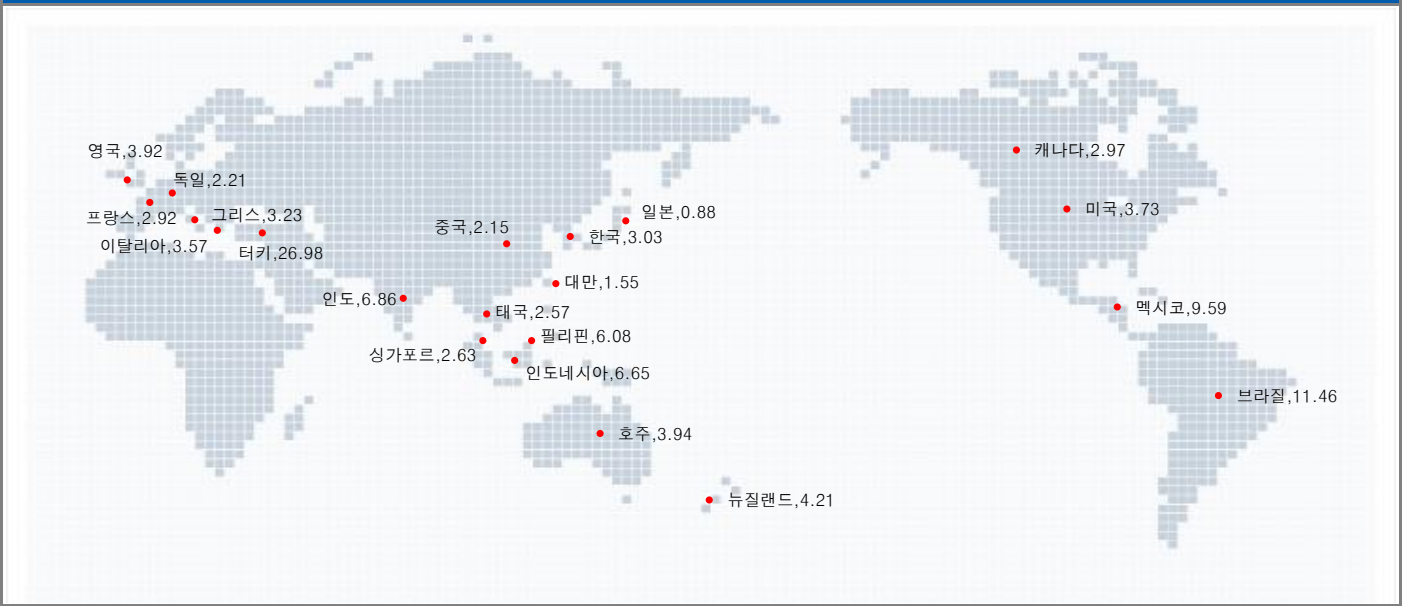 영국,3.92
독일,2.21
프랑스,2.92
그리스,3.23
이탈리아,3.57
터키,26.98
중국,2.15
일본,0.88
한국,3.03
대만,1.55
인도,6.86
태국,2.57
필리핀,6.08
싱가포르,2.63
인도네시아,6.65
호주,3.94
뉴질랜드,4.21
캐나다,2.97
미국,3.73
멕시코,9.59
브라질,11.46